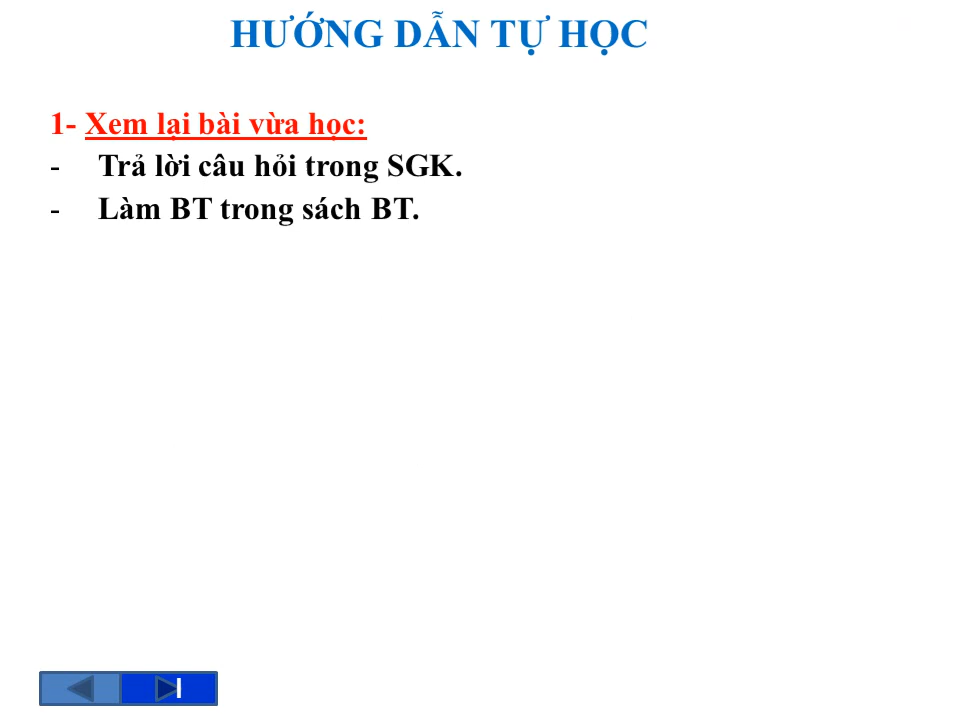 HƯỚNG DẪN TỰ HỌC
1- Xem lại bài vừa học:
- Trả lời câu hỏi trong SGK.
- Làm BT trong sách BT.